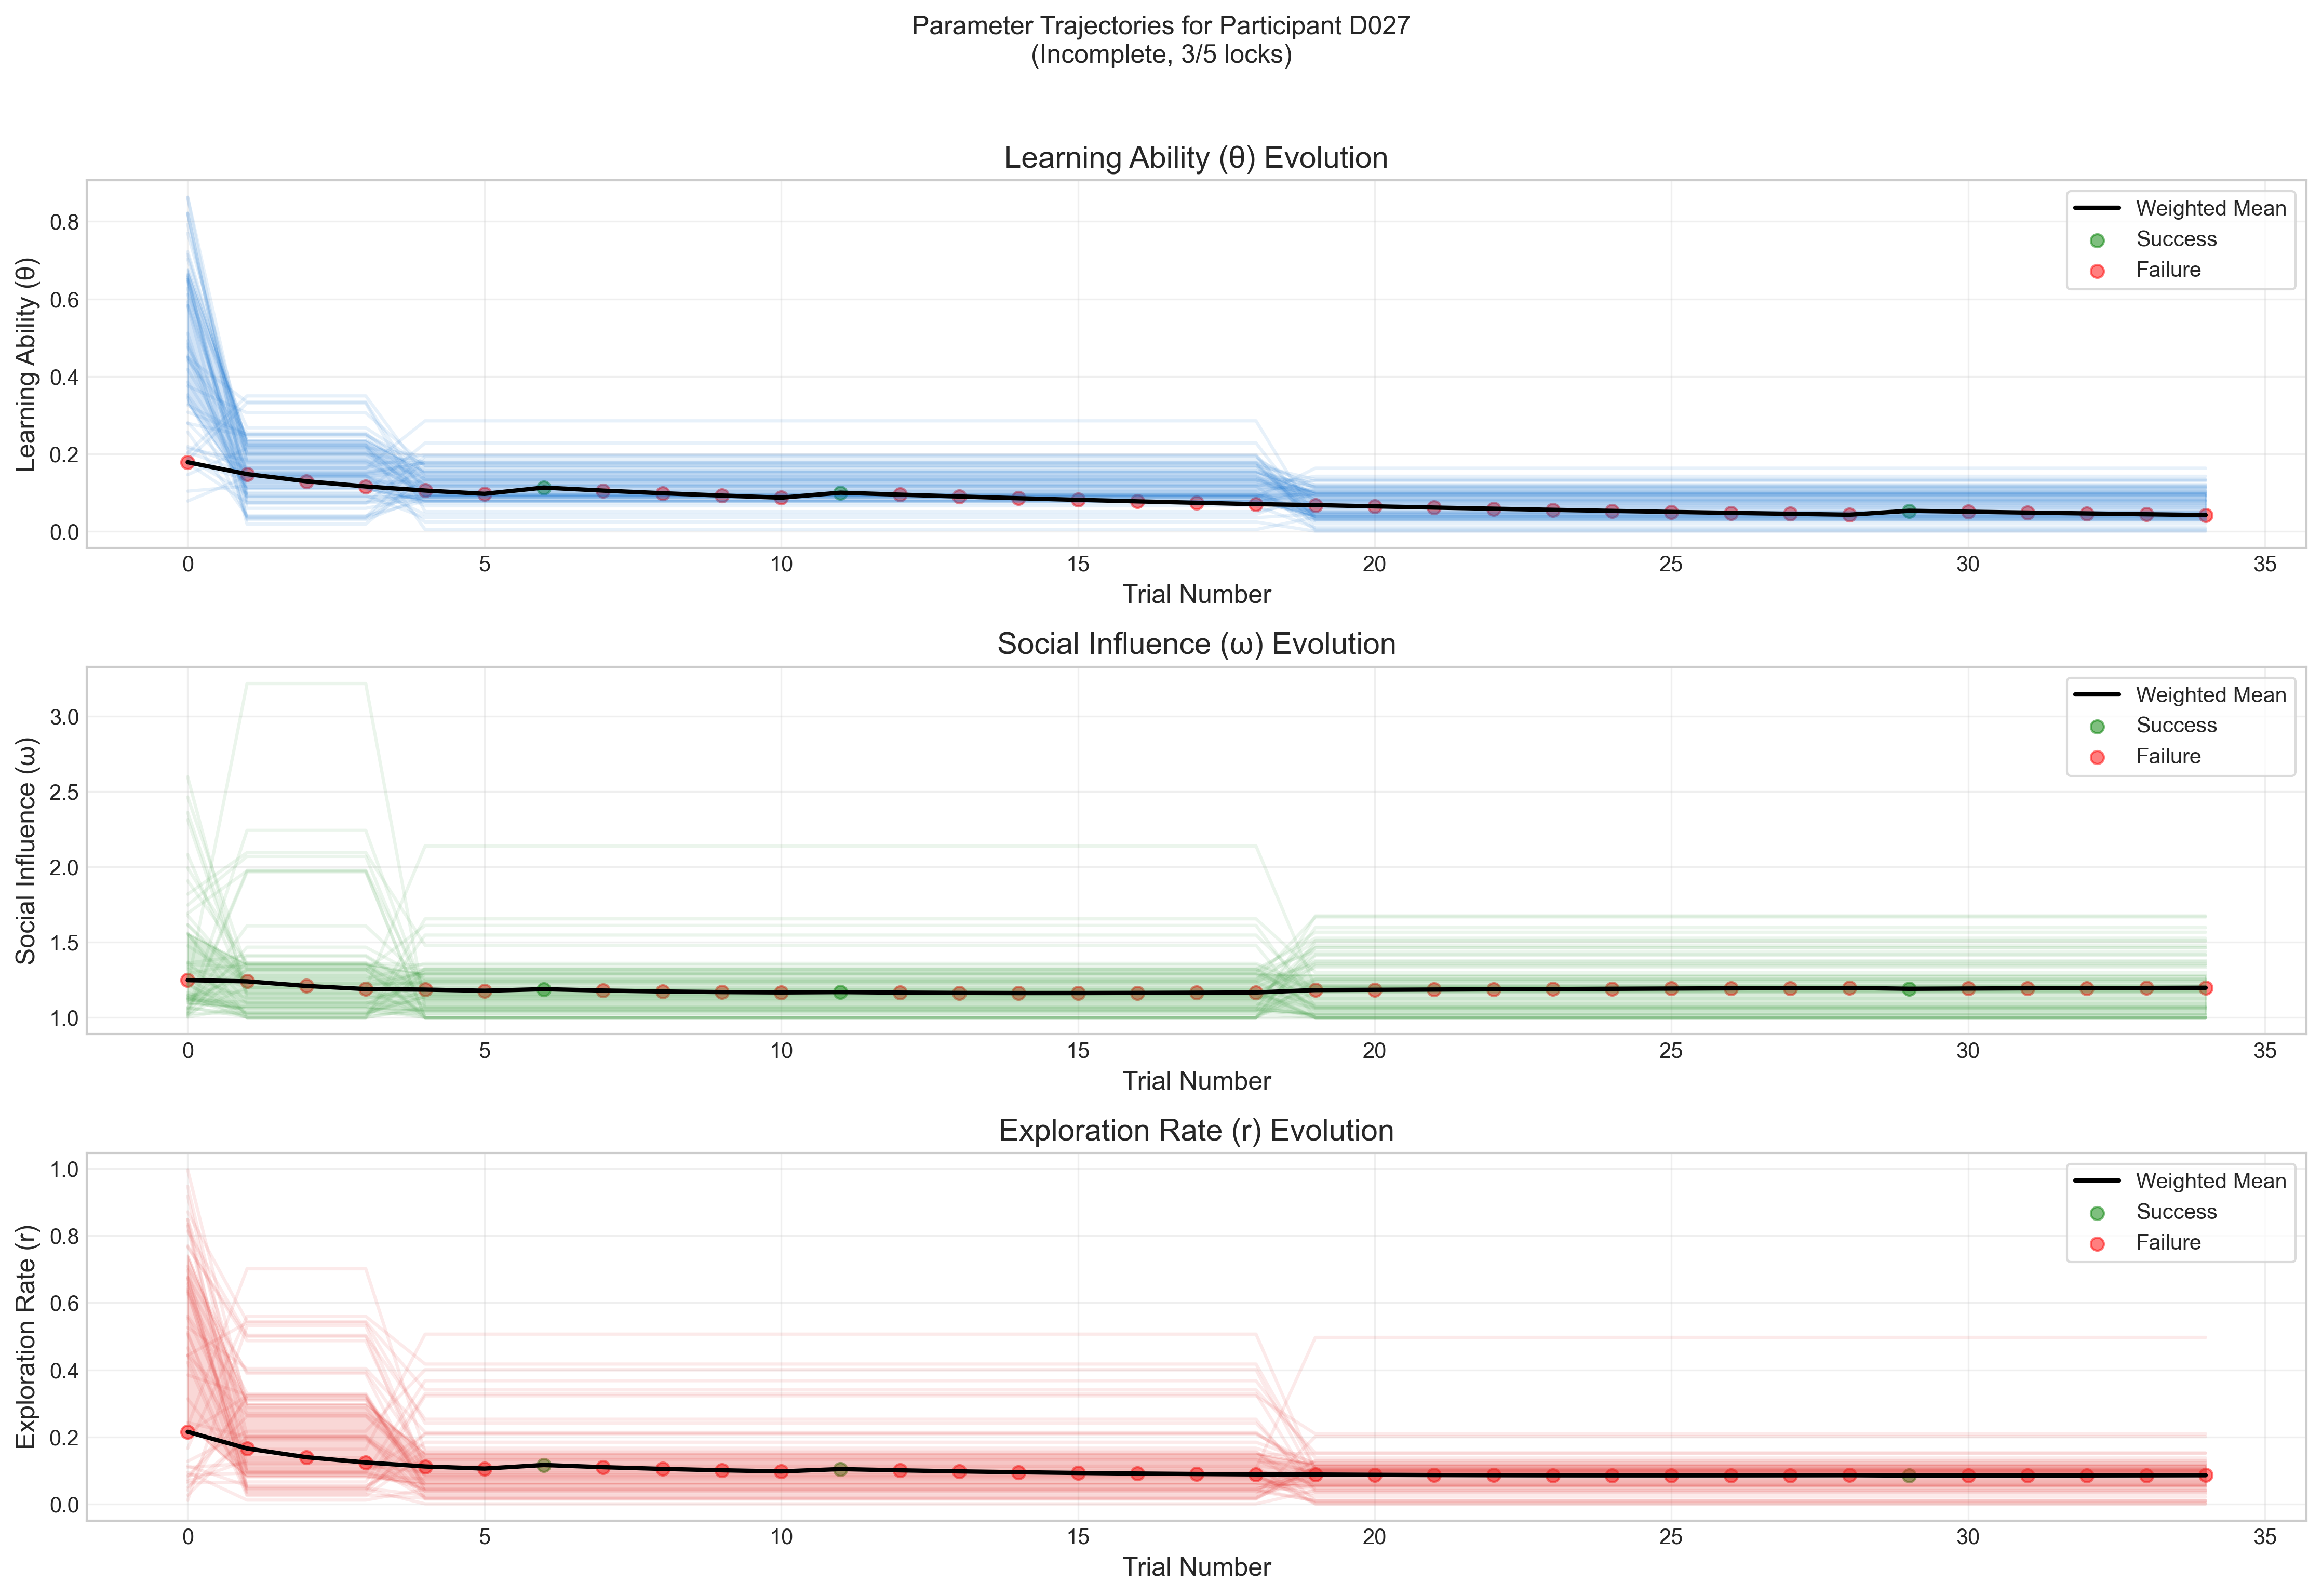 Parameter Trajectories for Participant D027
(Incomplete, 3/5 locks)
Learning Ability (θ) Evolution
Learning Ability (θ)
0.8
0.6
0.4
0.2
0.0
Weighted Mean
Success
Failure
0 5 10 15 20 25 30 35
Trial Number
Social Influence (ω) Evolution
Social Influence (ω)
3.0
2.5
2.0
1.5
1.0
Weighted Mean
Success
Failure
0 5 10 15 20 25 30 35
Trial Number
Exploration Rate (r) Evolution
Exploration Rate (r)
1.0
0.8
0.6
0.4
0.2
0.0
Weighted Mean
Success
Failure
0 5 10 15 20 25 30 35
Trial Number